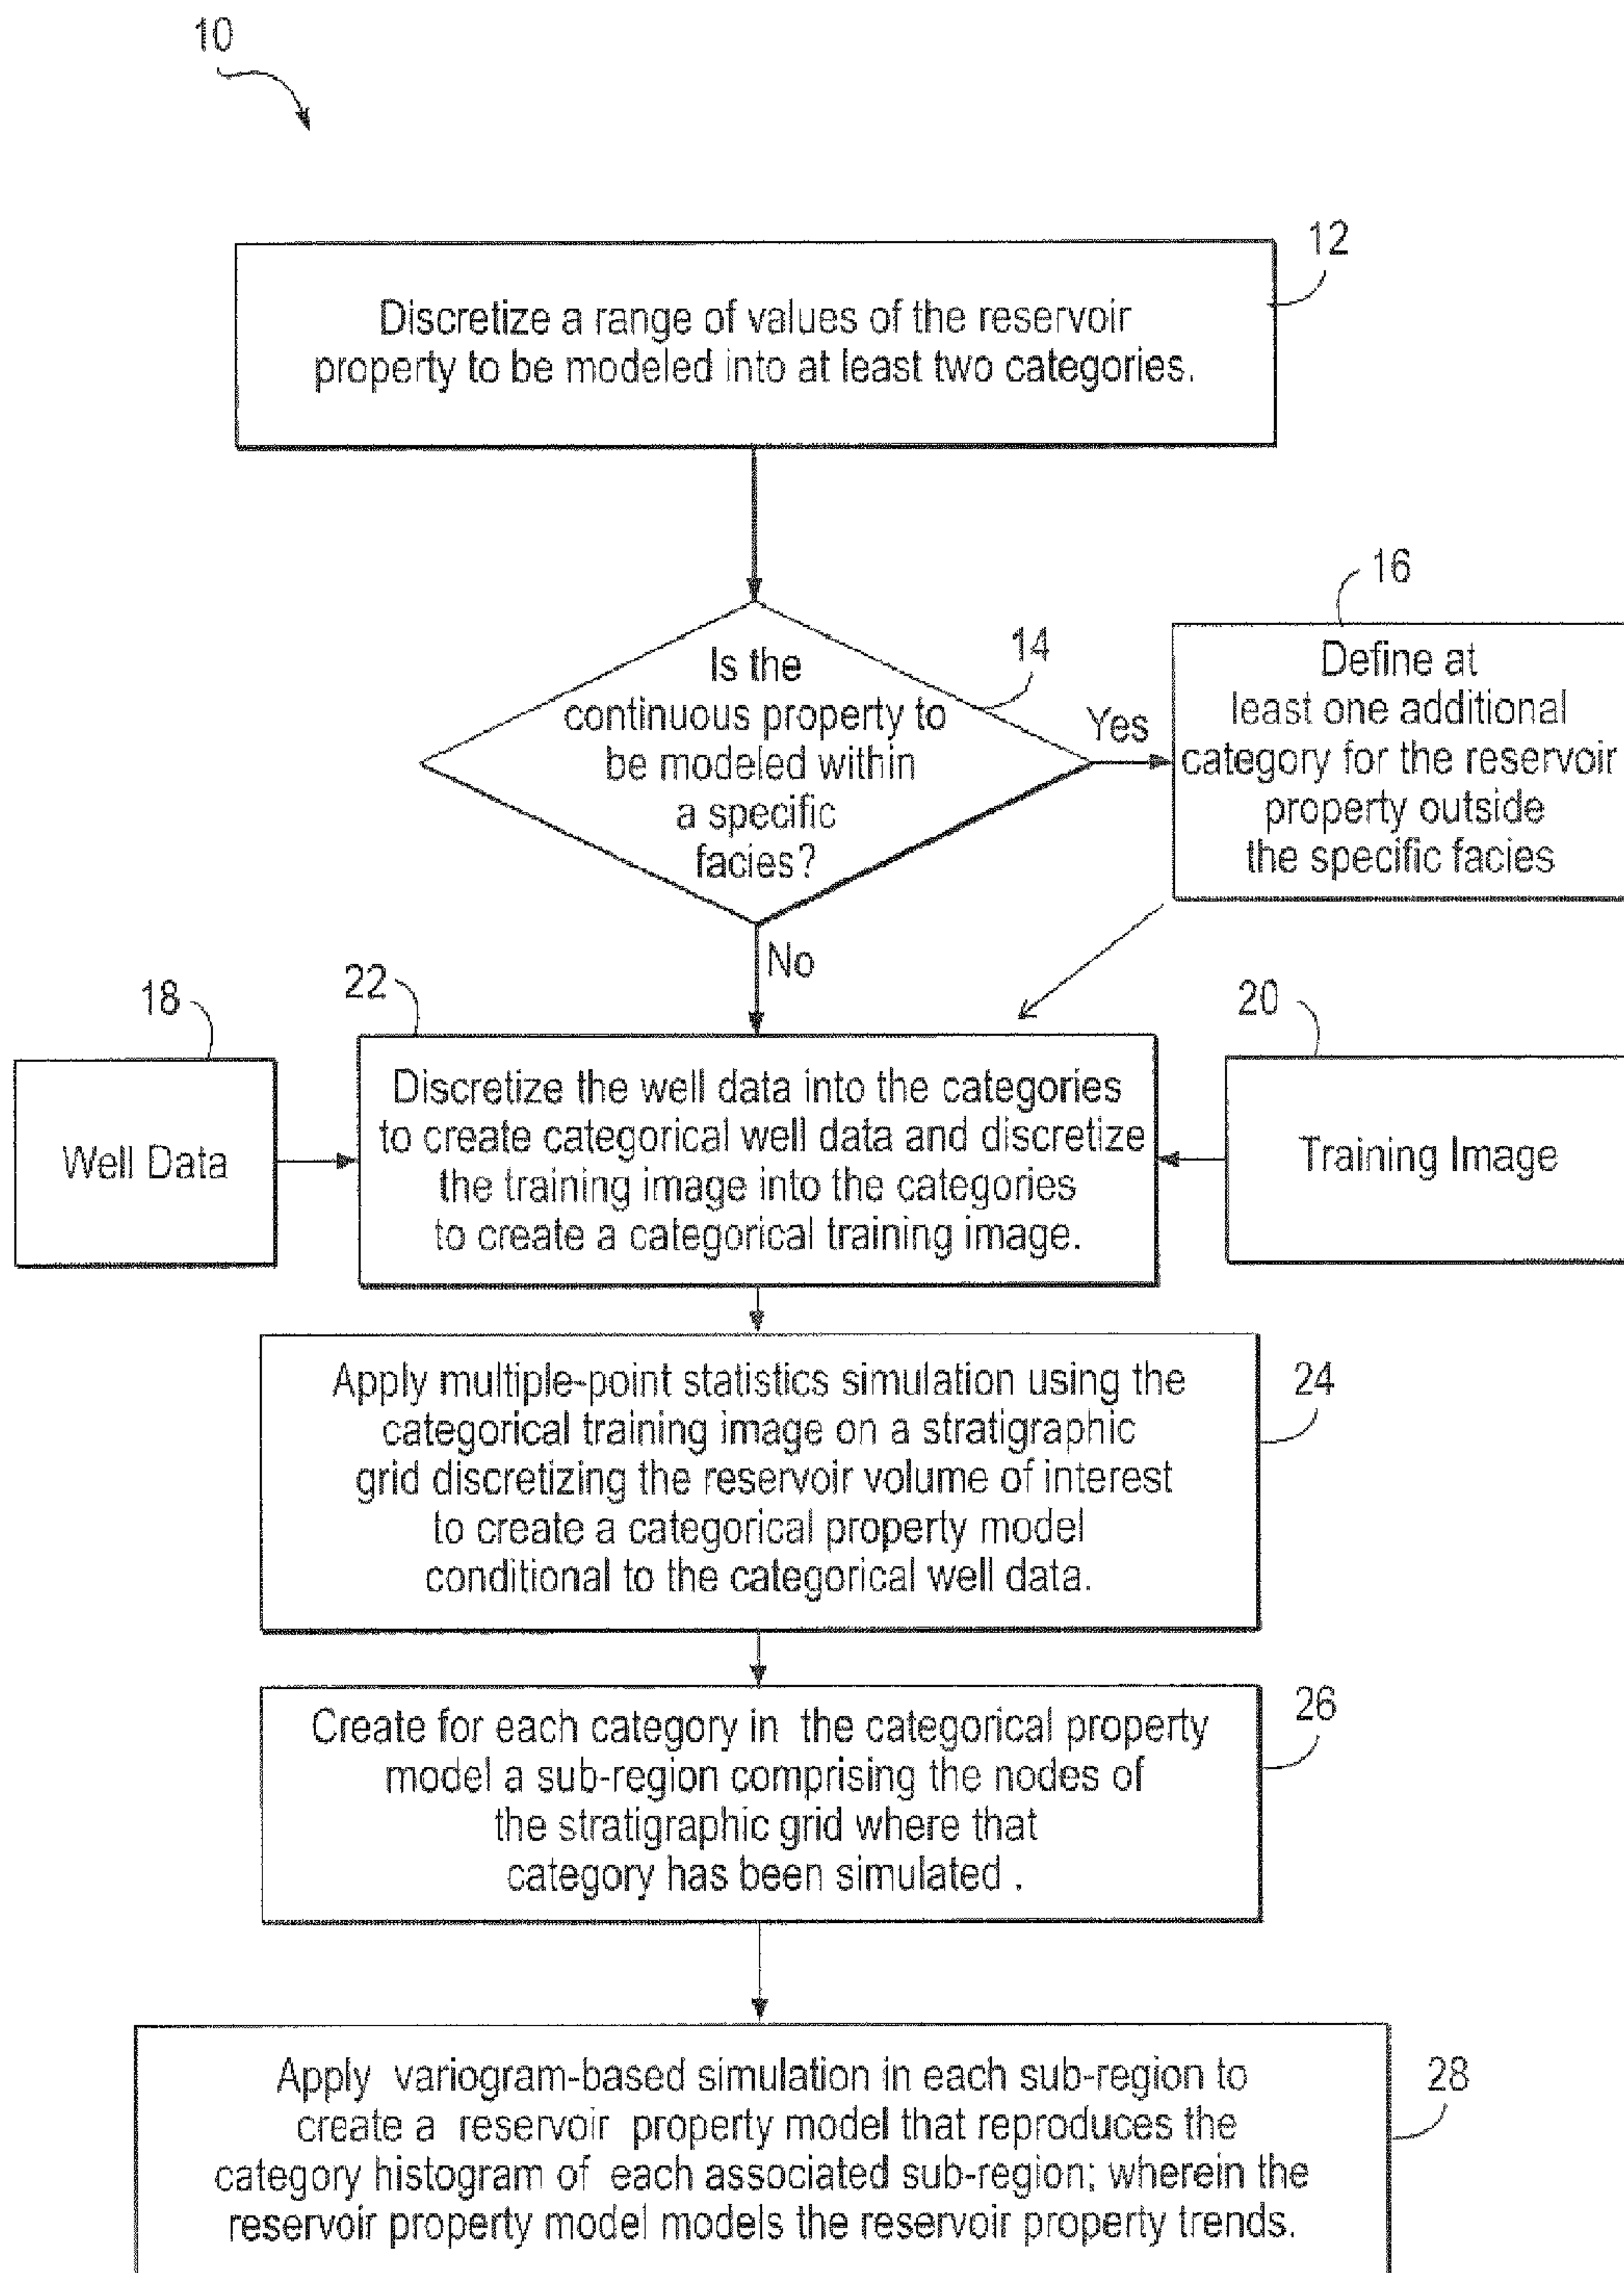 10
12
Discretize a range of values of the reservoir
property to be modeled into at least two categories.
14
Is the
continuous property to
be modeled within
a specific
facies?
Yes
16
Define at
least one additional
category for the reservoir
property outside
the specific facies
No
18
Well Data
22
Discretize the well data into the categories
to create categorical well data and discretize
the training image into the categories
to create a categorical training image.
20
Training Image
24
Apply multiple-point statistics simulation using the
categorical training image on a stratigraphic
grid discretizing the reservoir volume of interest
to create a categorical property model
conditional to the categorical well data.
26
Create for each category in the categorical property
model a sub-region comprising the nodes of
the stratigraphic grid where that
category has been simulated .
28
Apply variogram-based simulation in each sub-region to
create a reservoir property model that reproduces the
category histogram of each associated sub-region; wherein the
reservoir property model models the reservoir property trends.